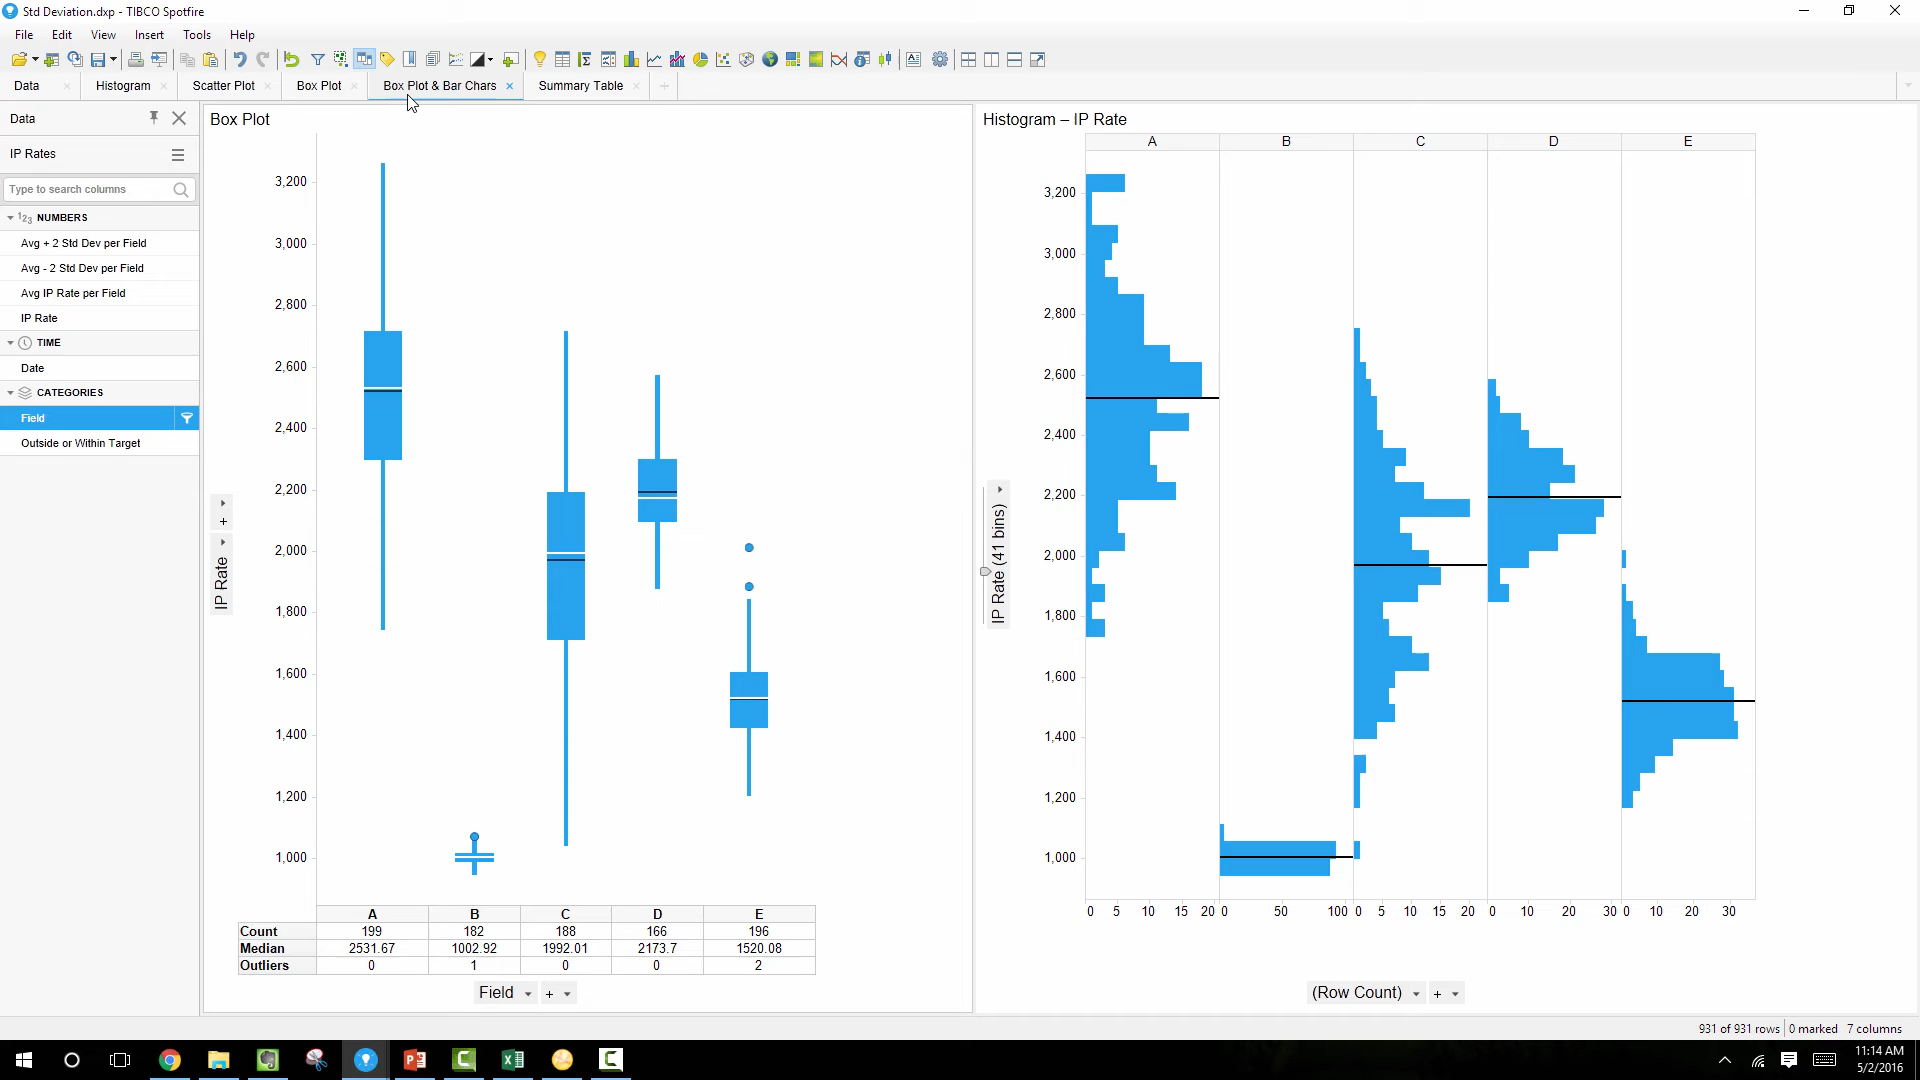 Std Deviation.dxp - TIBCO Spotfire
File Edit View Insert Tools Help
Data Histogram Scatter Plot Box Plot Box Plot & Bar Chars Summary Table
Data
IP Rates
Type to search columns
NUMBERS
Avg + 2 Std Dev per Field
Avg - 2 Std Dev per Field
Avg IP Rate per Field
IP Rate
TIME
Date
CATEGORIES
Field
Outside or Within Target
Box Plot
3,200
3,000
2,800
2,600
2,400
2,200
2,000
1,800
1,600
1,400
1,200
1,000
IP Rate
A B C D E
Count 199 182 188 166 196
Median 2531.67 1002.92 1992.01 2173.7 1520.08
Outliers 0 1 0 0 2
Field +
Histogram – IP Rate
A B C D E
3,200
3,000
2,800
2,600
2,400
2,200
2,000
1,800
1,600
1,400
1,200
1,000
IP Rate (41 bins)
0 5 10 15 20 0 50 100 0 5 10 15 20 0 10 20 30 0 10 20 30
(Row Count) +
931 of 931 rows 0 marked 7 columns
11:14 AM
5/2/2016